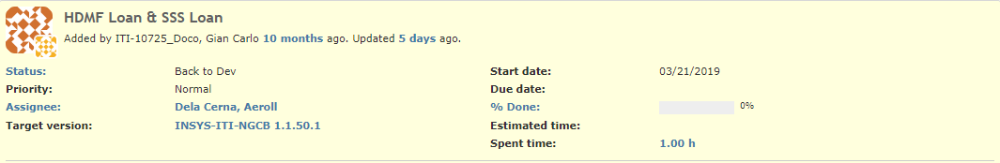 HDMF Loan & SSS Loan
Added by ITI-10725_Doco, Gian Carlo 10 months ago. Updated 5 days ago.
Status: Back to Dev Start date: 03/21/2019
Priority: Normal Due date:
Assignee: Dela Cerna, Aeroll % Done: 0%
Target version: INSYS-ITI-NGCB 1.1.50.1 Estimated time:
Spent time: 1.00 h